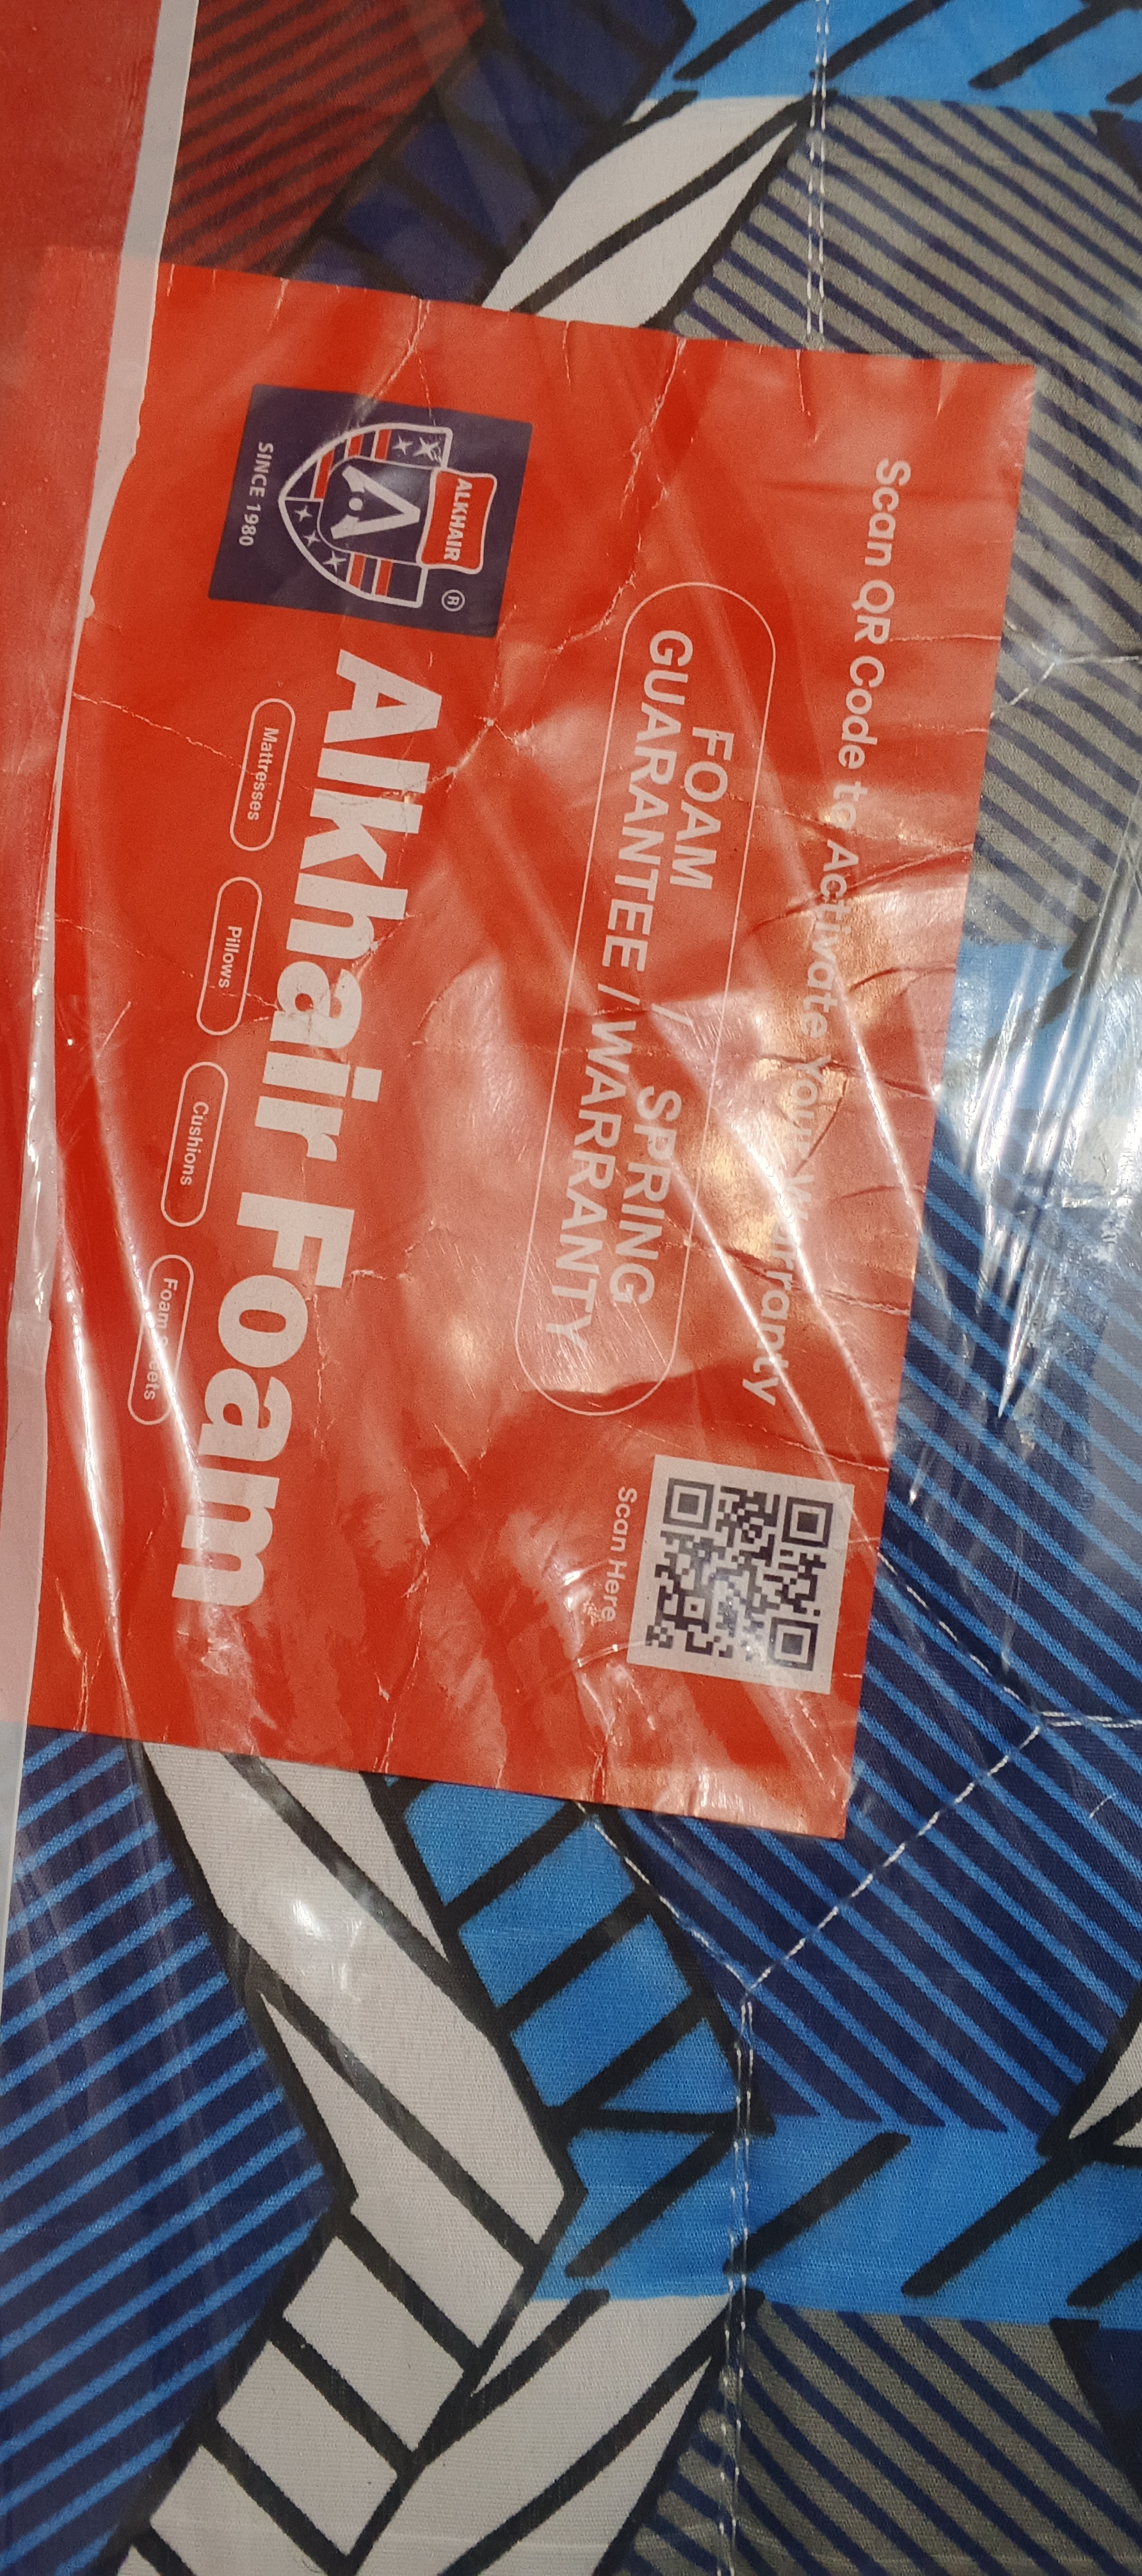 Scan QR Code to Activate Your Warranty
FOAM / SPRING
GUARANTEE / WARRANTY
Scan Here
ALKHAIR
A
®
SINCE 1980
Alkhair Foam
Mattresses
Pillows
Cushions
Foam